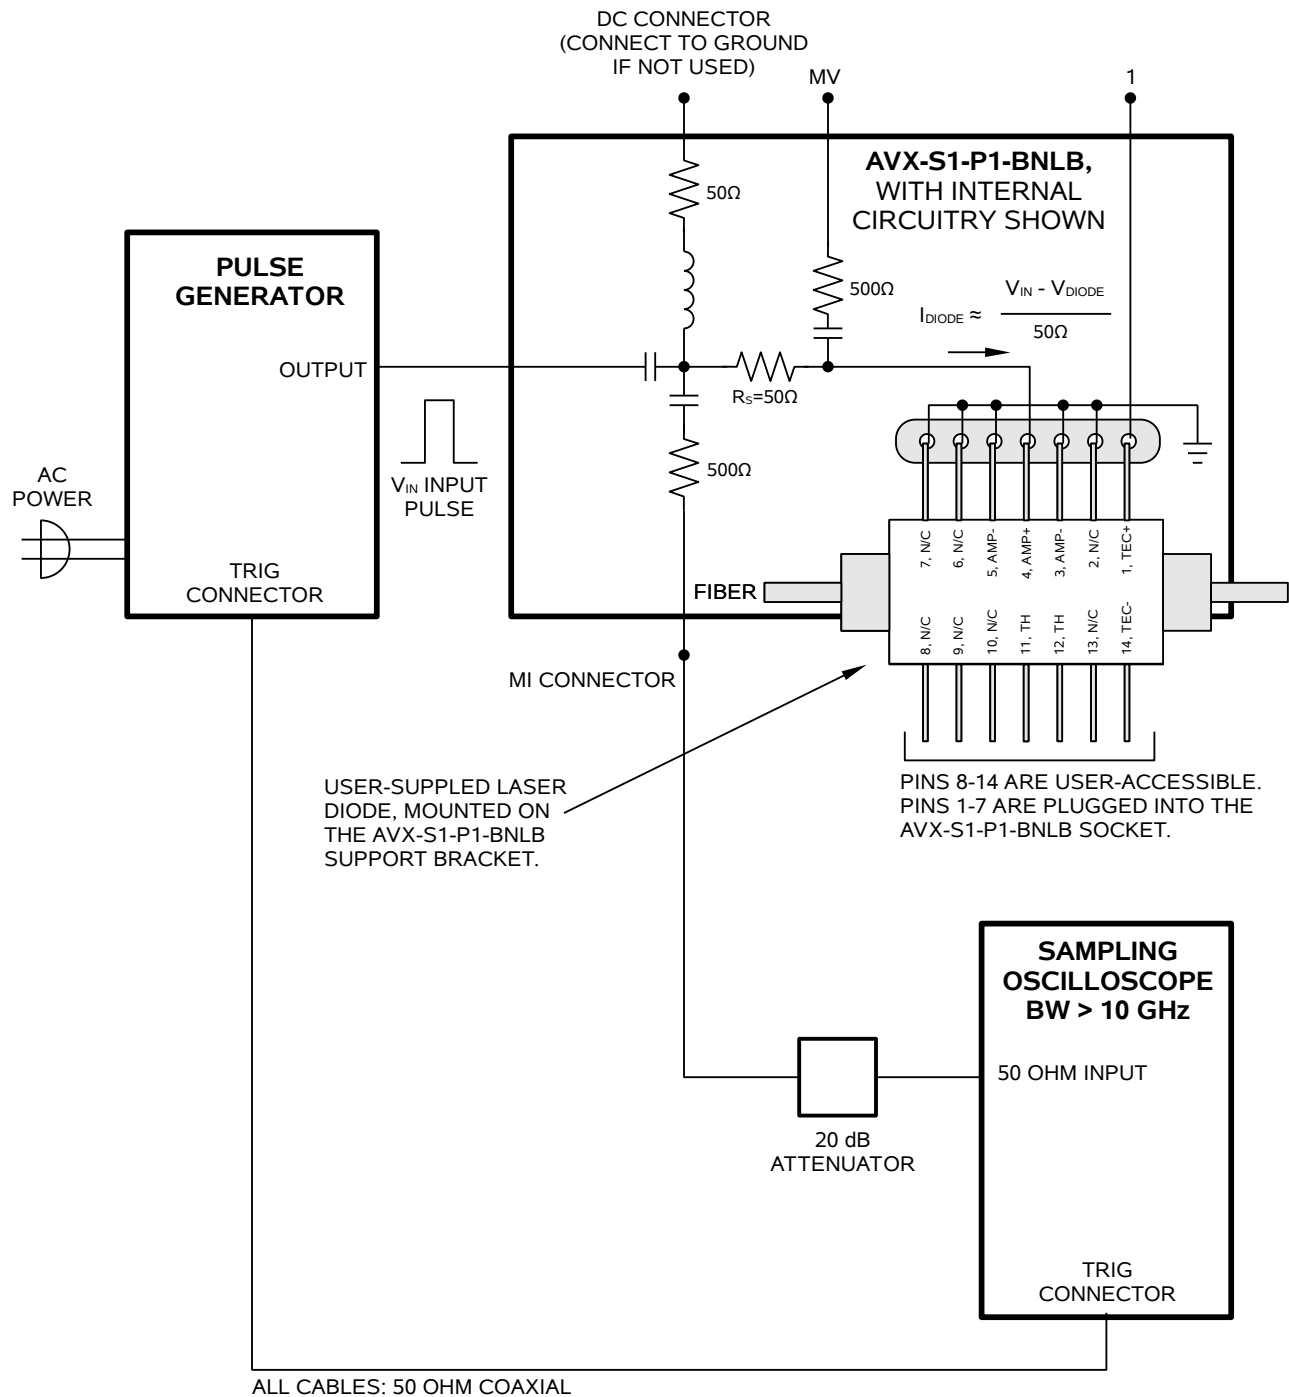 DC CONNECTOR
(CONNECT TO GROUND
IF NOT USED)
MV
1
AVX-S1-P1-BNLB,
WITH INTERNAL
CIRCUITRY SHOWN
50Ω
500Ω
IDIODE ≈
VIN - VDIODE
50Ω
PULSE
GENERATOR
OUTPUT
RS=50Ω
500Ω
VIN INPUT
PULSE
AC
POWER
TRIG
CONNECTOR
7, N/C
6, N/C
5, AMP-
4, AMP+
3, AMP-
2, N/C
1, TEC+
FIBER
8, N/C
9, N/C
10, N/C
11, TH
12, TH
13, N/C
14, TEC-
MI CONNECTOR
USER-SUPPLED LASER
DIODE, MOUNTED ON
THE AVX-S1-P1-BNLB
SUPPORT BRACKET.
PINS 8-14 ARE USER-ACCESSIBLE.
PINS 1-7 ARE PLUGGED INTO THE
AVX-S1-P1-BNLB SOCKET.
SAMPLING
OSCILLOSCOPE
BW > 10 GHz
50 OHM INPUT
20 dB
ATTENUATOR
TRIG
CONNECTOR
ALL CABLES: 50 OHM COAXIAL